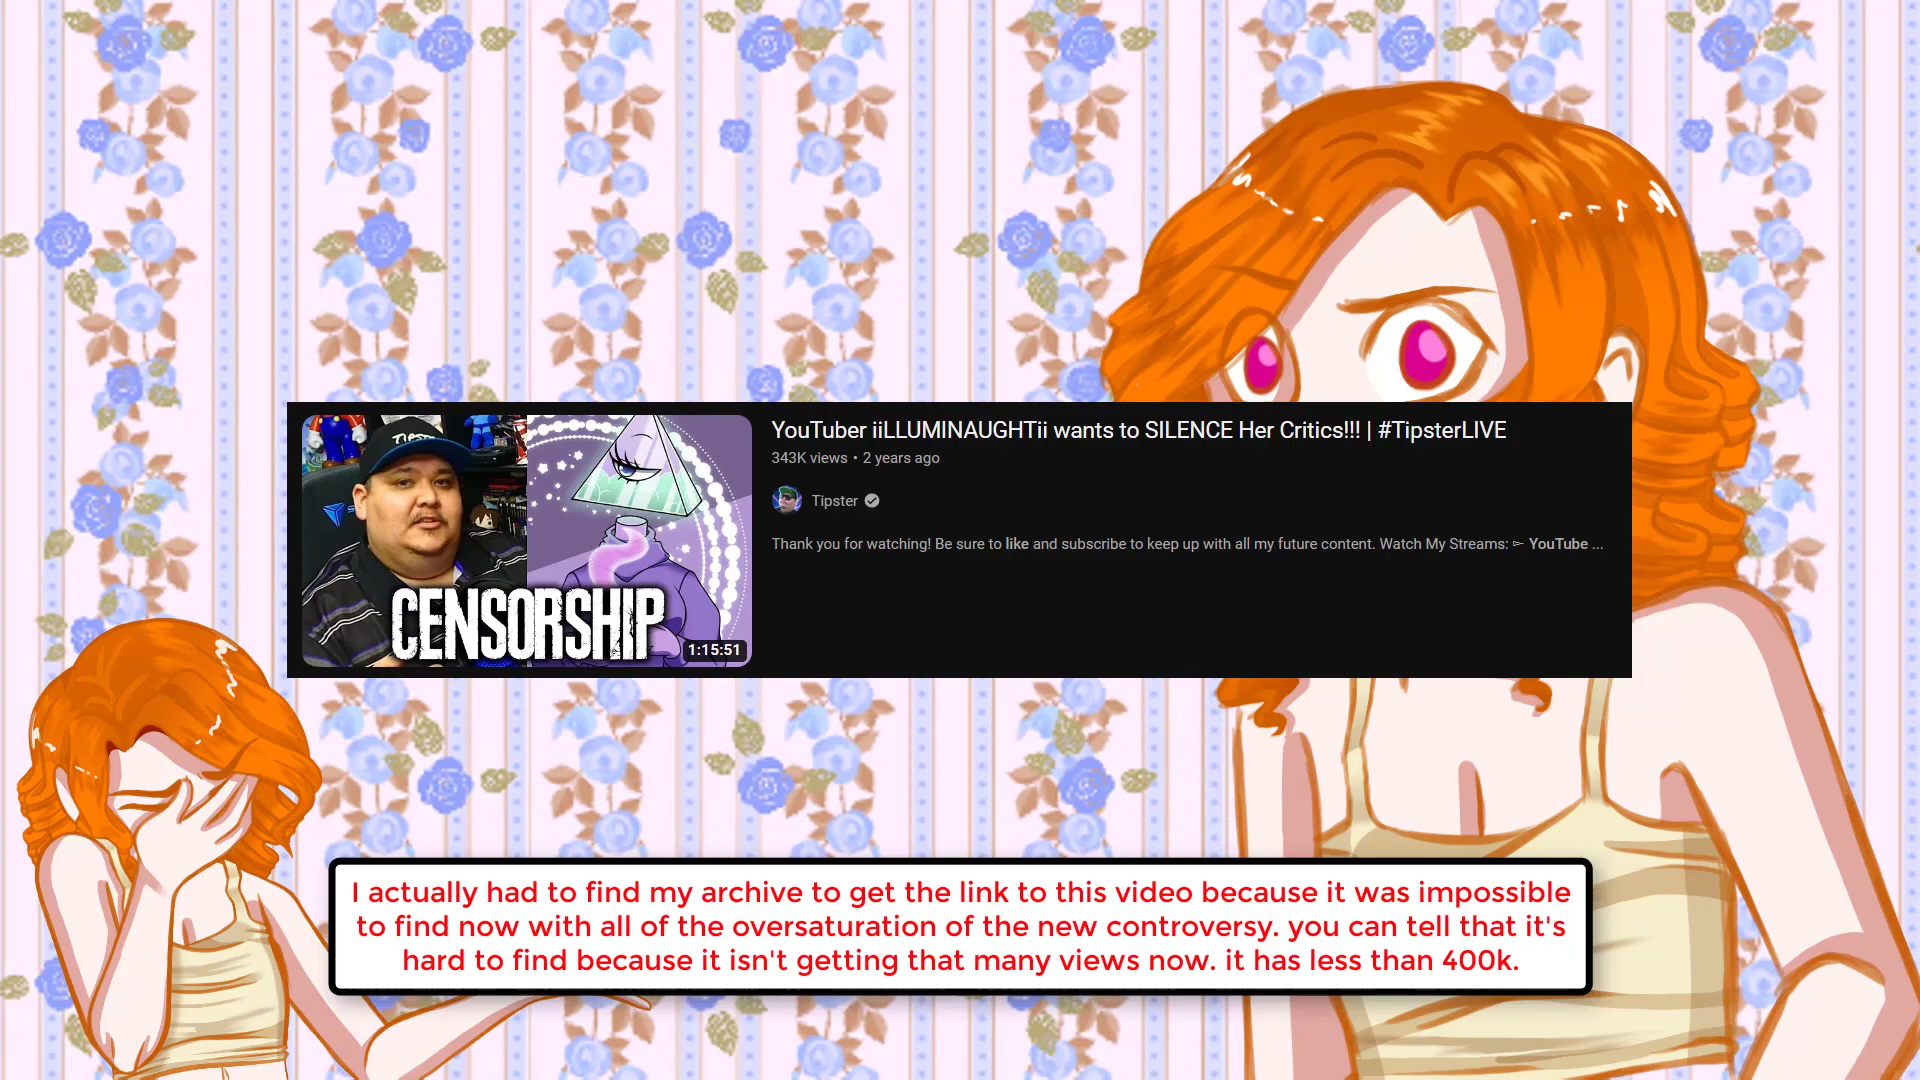 YouTuber iiLLUMINAUGHTii wants to SILENCE Her Critics!!! | #TipsterLIVE
343K views • 2 years ago
Tipster
Thank you for watching! Be sure to like and subscribe to keep up with all my future content. Watch My Streams: ► YouTube ...
CENSORSHIP
1:15:51
I actually had to find my archive to get the link to this video because it was impossible
to find now with all of the oversaturation of the new controversy. you can tell that it's
hard to find because it isn't getting that many views now. it has less than 400k.